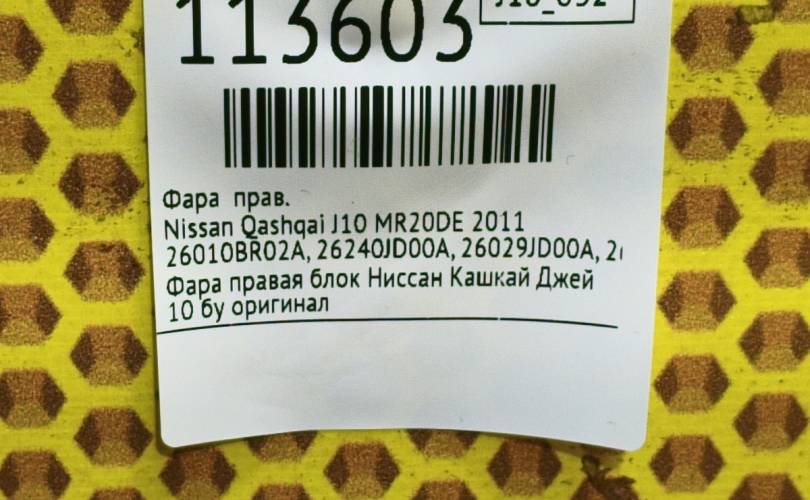 113603
Фара прав.
Nissan Qashqai J10 MR20DE 2011
26010BR02A, 26240JD00A, 26029JD00A,
Фара правая блок Ниссан Кашкай Джей
10 бу оригинал